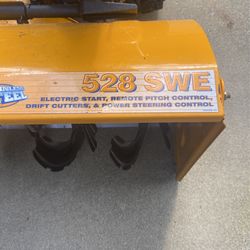 528 SWE
ELECTRIC START, REMOTE PITCH CONTROL,
DRIFT CUTTERS, & POWER STEERING CONTROL